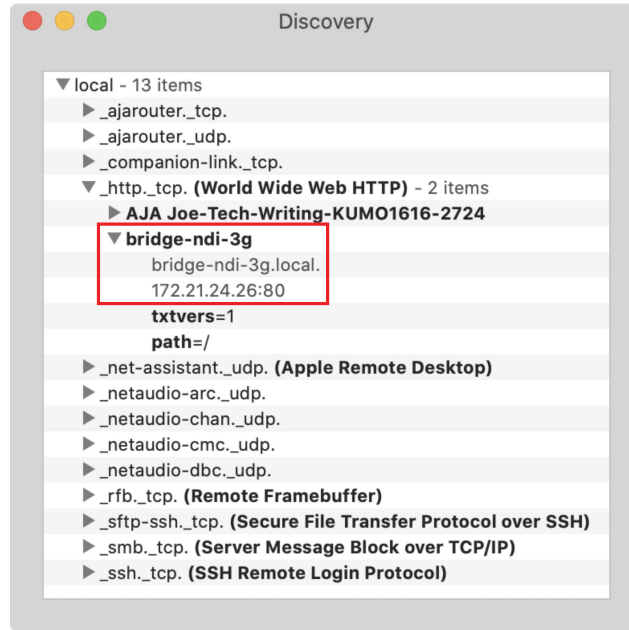 Discovery
local - 13 items
_ajarouter._tcp.
_ajarouter._udp.
_companion-link._tcp.
_http._tcp. (World Wide Web HTTP) - 2 items
AJA Joe-Tech-Writing-KUMO1616-2724
bridge-ndi-3g
bridge-ndi-3g.local.
172.21.24.26:80
txtvers=1
path=/
_net-assistant._udp. (Apple Remote Desktop)
_netaudio-arc._udp.
_netaudio-chan._udp.
_netaudio-cmc._udp.
_netaudio-dbc._udp.
_rfb._tcp. (Remote Framebuffer)
_sftp-ssh._tcp. (Secure File Transfer Protocol over SSH)
_smb._tcp. (Server Message Block over TCP/IP)
_ssh._tcp. (SSH Remote Login Protocol)